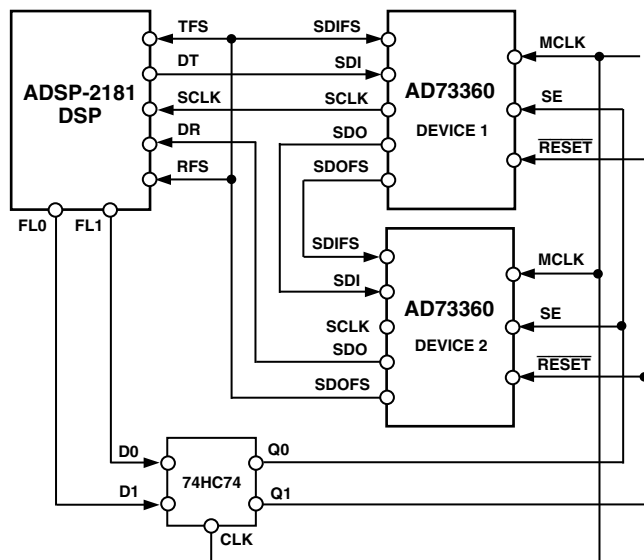 ADSP-2181
DSP
TFS
DT
SCLK
DR
RFS
FL0
FL1
SDIFS
SDI
SCLK
SDO
SDOFS
AD73360
DEVICE 1
MCLK
SE
RESET
SDIFS
SDI
SCLK
SDO
SDOFS
AD73360
DEVICE 2
MCLK
SE
RESET
D0
D1
74HC74
Q0
Q1
CLK